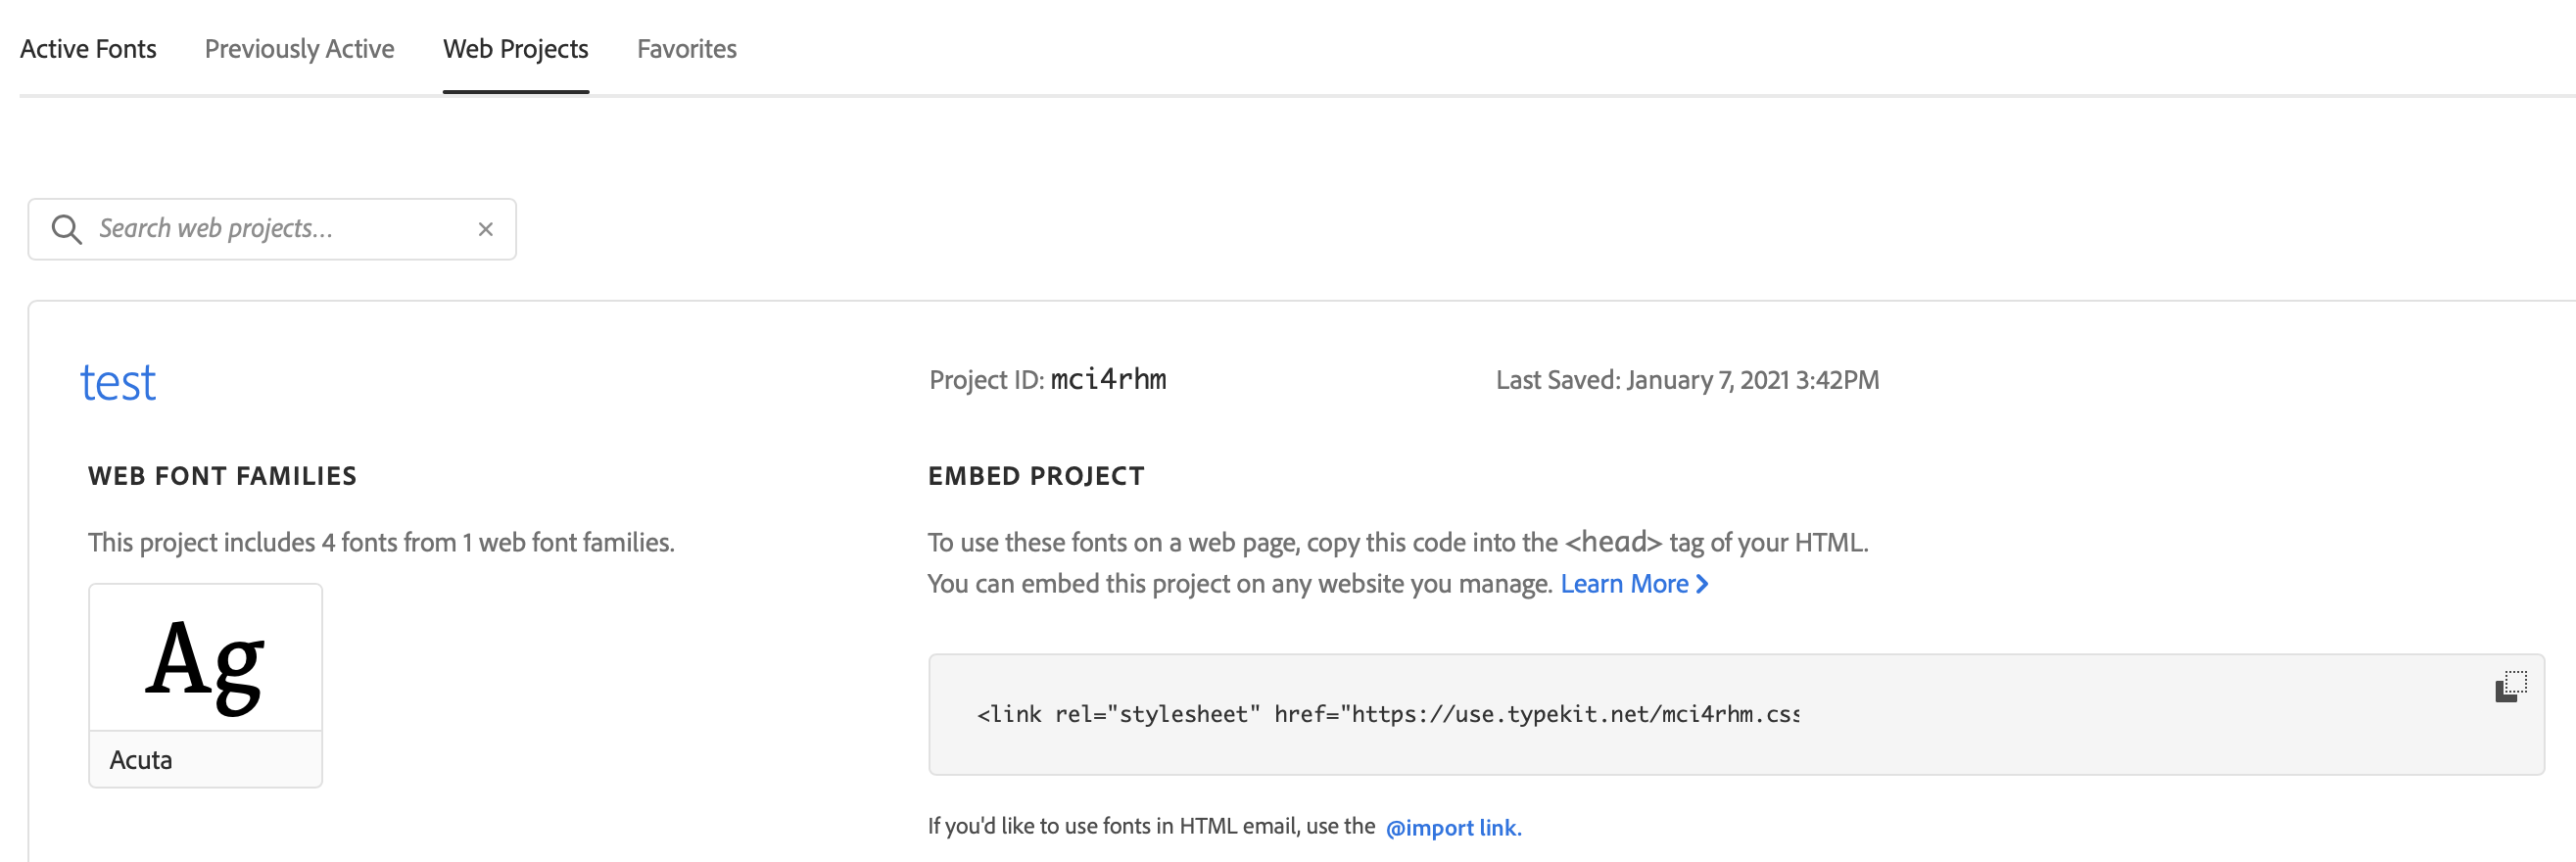 Active Fonts Previously Active Web Projects Favorites
Search web projects...
test Project ID: mci4rhm Last Saved: January 7, 2021 3:42PM
WEB FONT FAMILIES
This project includes 4 fonts from 1 web font families.
Ag
Acuta
EMBED PROJECT
To use these fonts on a web page, copy this code into the <head> tag of your HTML.
You can embed this project on any website you manage. Learn More
<link rel="stylesheet" href="https://use.typekit.net/mci4rhm.css
If you'd like to use fonts in HTML email, use the @import link.